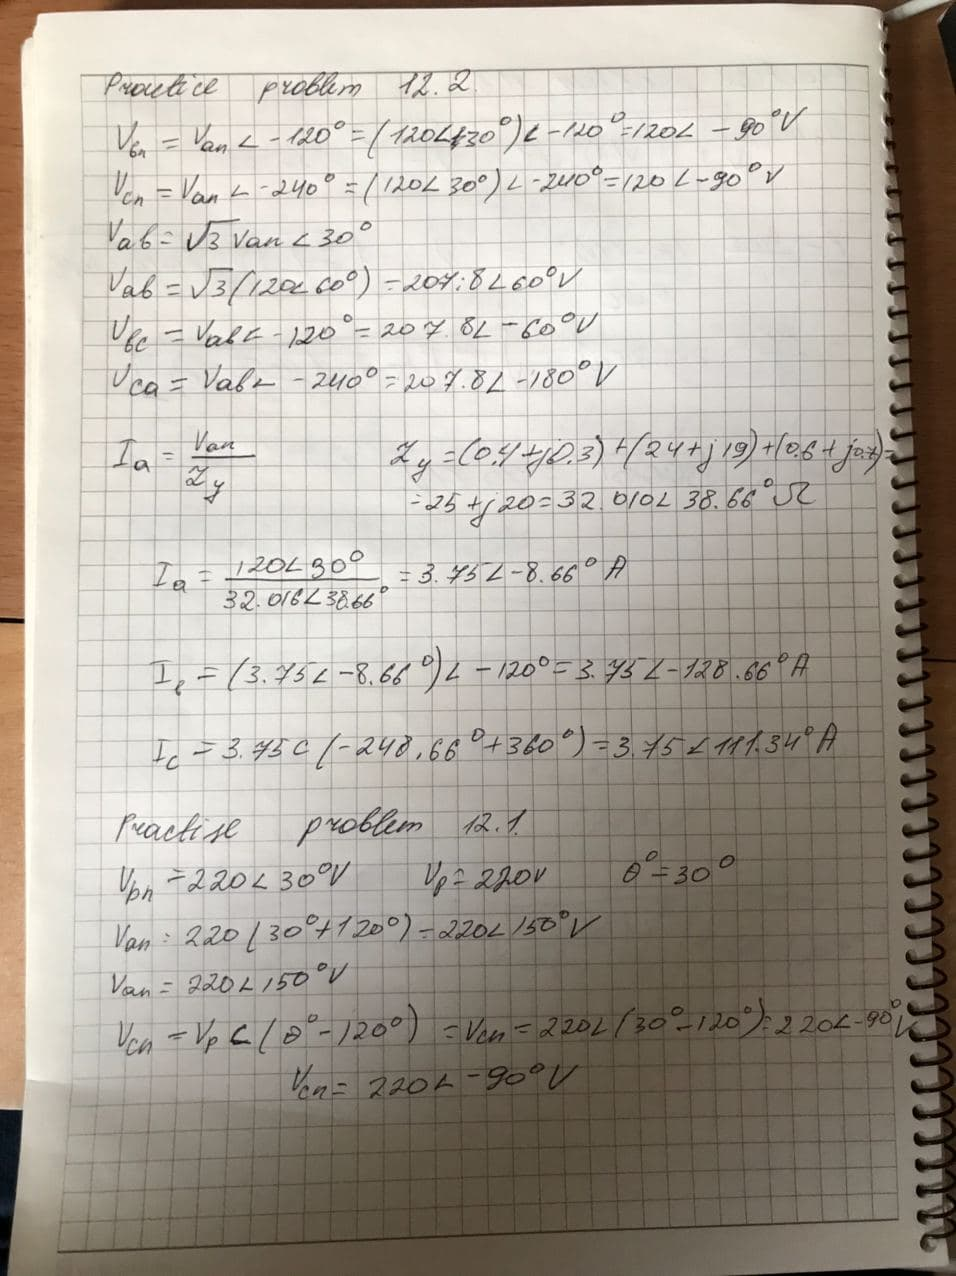 Practice problem 12.2
Vbn = Van < -120° = (120<+30°) < -120° = 120< -90°V
Vcn = Van < -240° = (120<30°) < -240° = 120< -90° V
Vab = √3 Van < 30°
Vab = √3 (120<60°) = 207.8<60°V
Vbc = Vab< -120° = 207.8< -60°V
Vca = Vab< -240° = 207.8< -180°V
Ia = Van / Zy Zy = (0.4+j0.3) + (24+j19) + (0.6+j0.7) =
= 25+j20 = 32.016< 38.66° Ω
Ia = 120<30° / 32.016<38.66° = 3.75< -8.66° A
Ib = (3.75< -8.66°) < -120° = 3.75< -128.66° A
Ic = 3.75< (-248.66° + 360°) = 3.75<111.34° A
Practise problem 12.1.
Vbn = 220<30°V Vp = 220V θ° = 30°
Van = 220 (30°+120°) = 220<150°V
Van = 220<150°V
Vcn = Vp < (θ° - 120°) = Vcn = 220< (30° - 120°) = 220< -90° V
Vcn = 220< -90°V